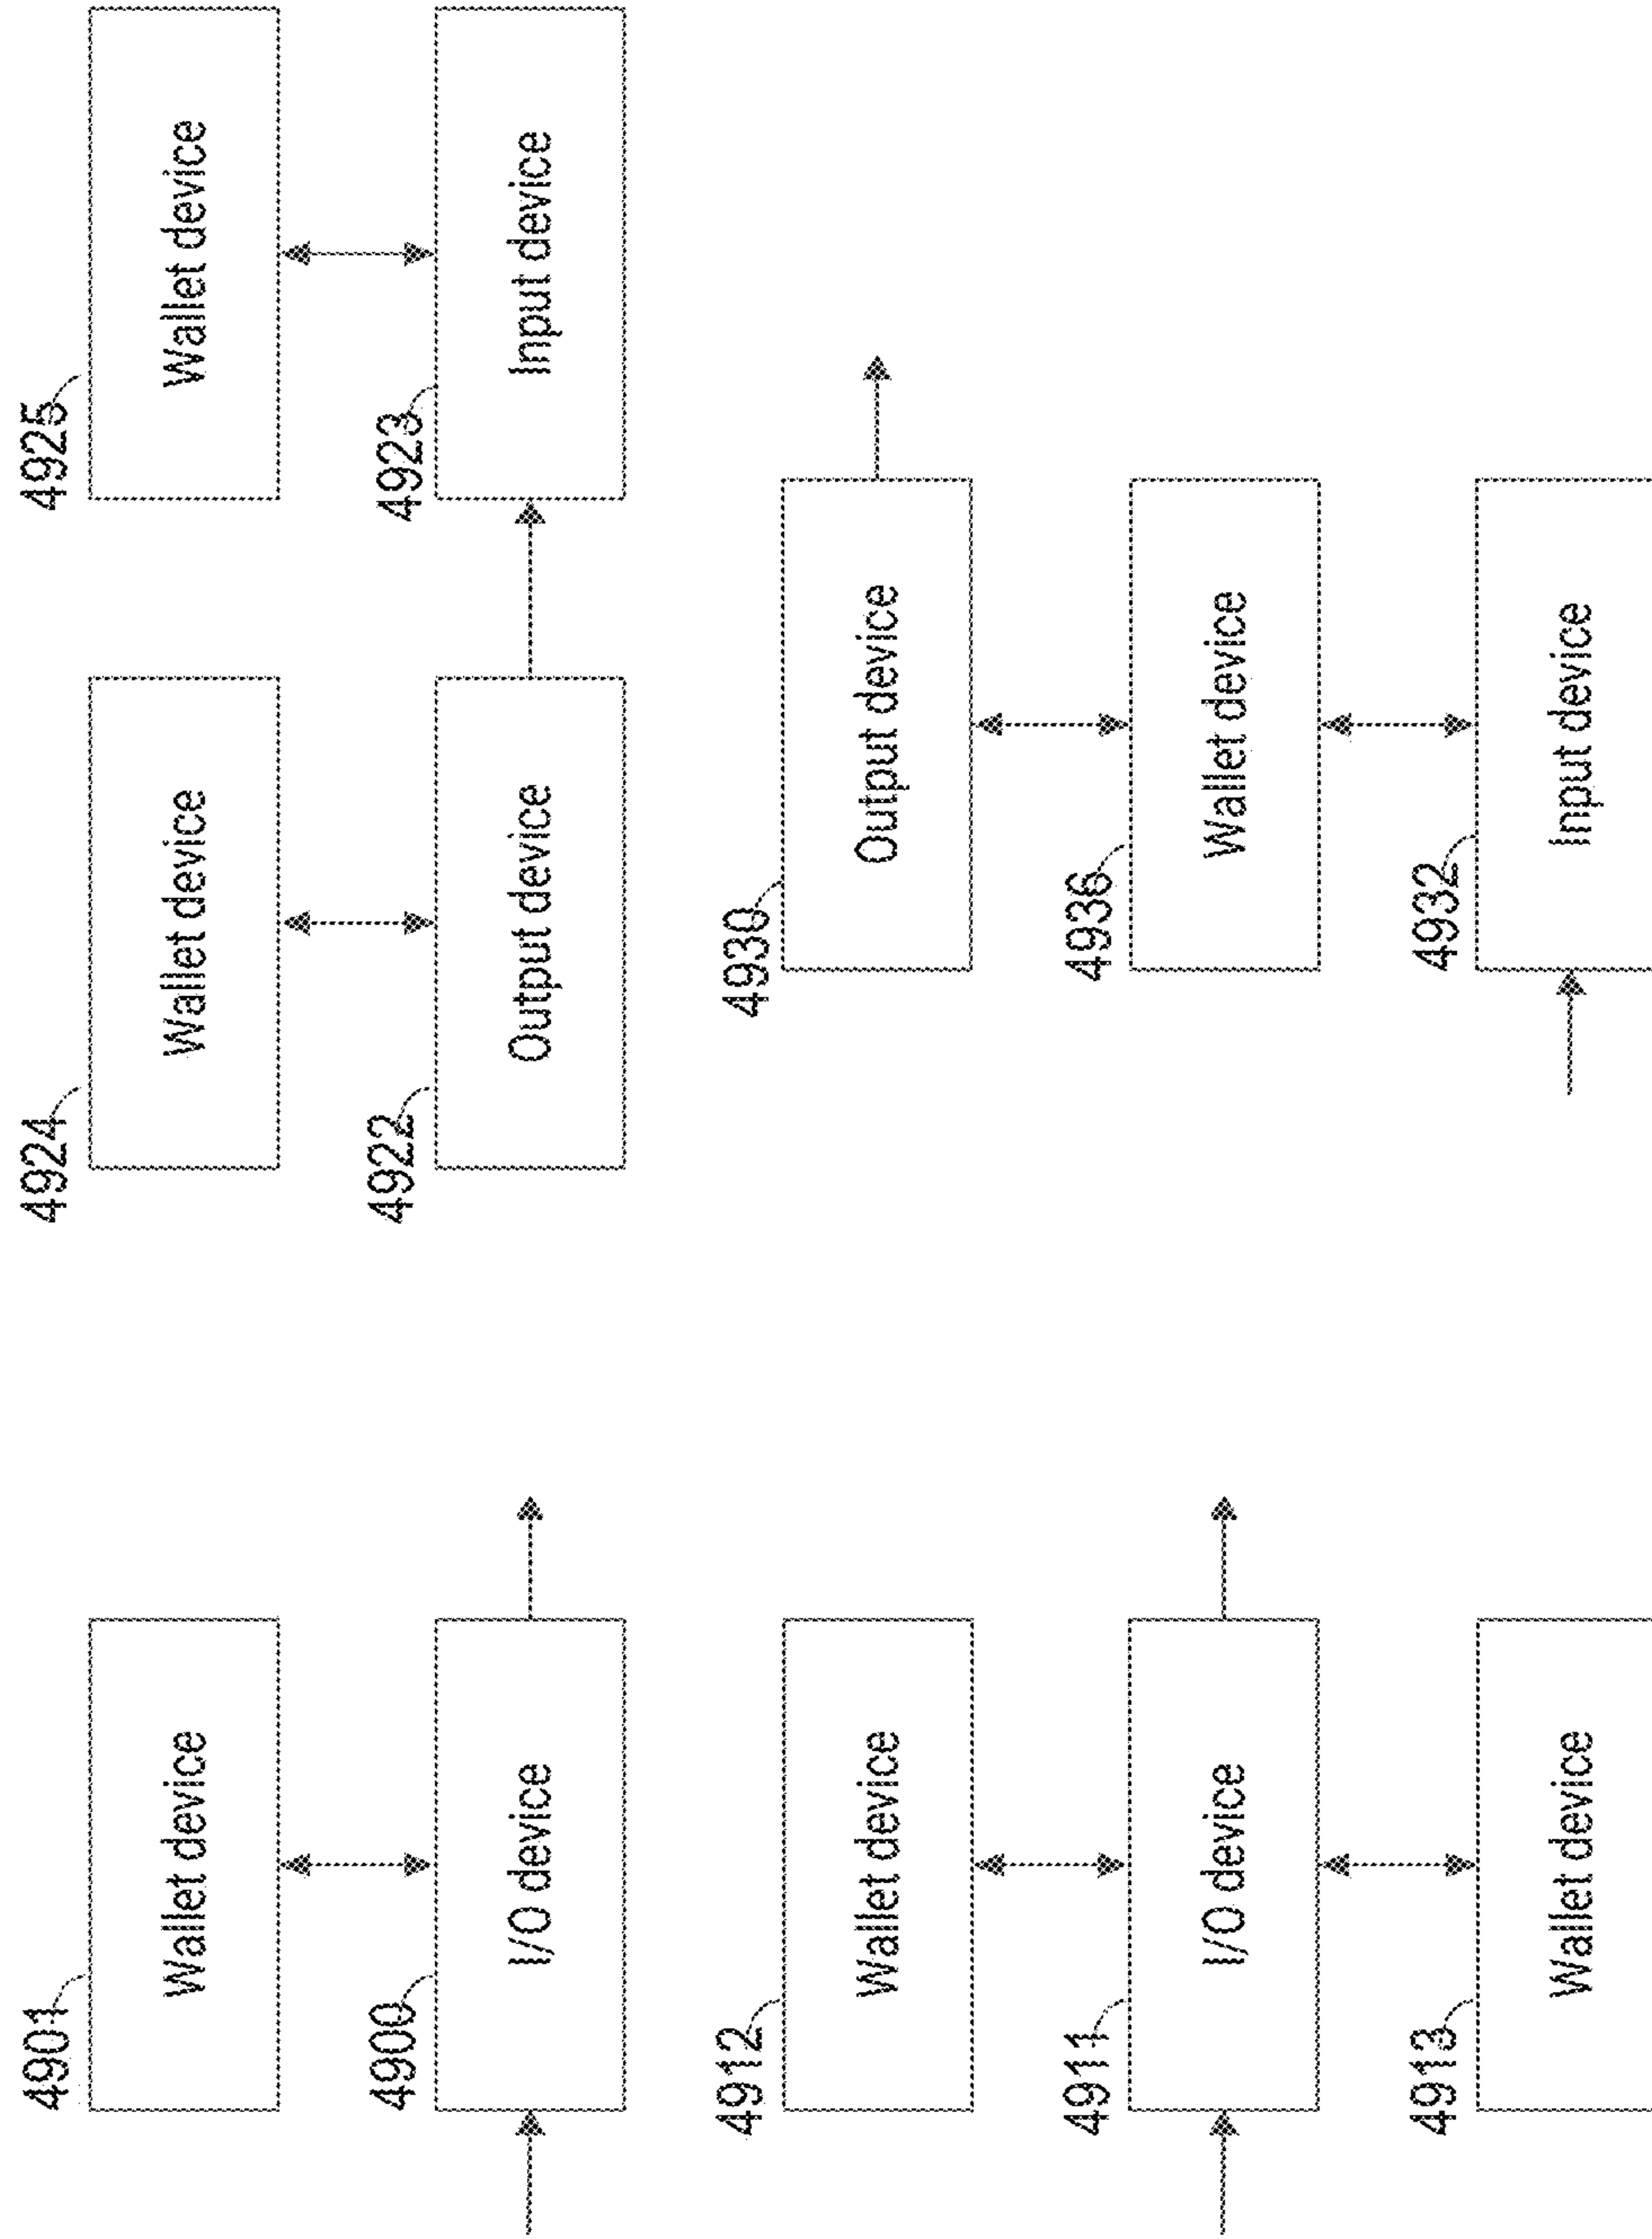 4901
Wallet device
4900
I/O device
4912
Wallet device
4911
I/O device
4913
Wallet device
4924
Wallet device
4925
Wallet device
4922
Output device
4923
Input device
4930
Output device
4936
Wallet device
4932
Input device